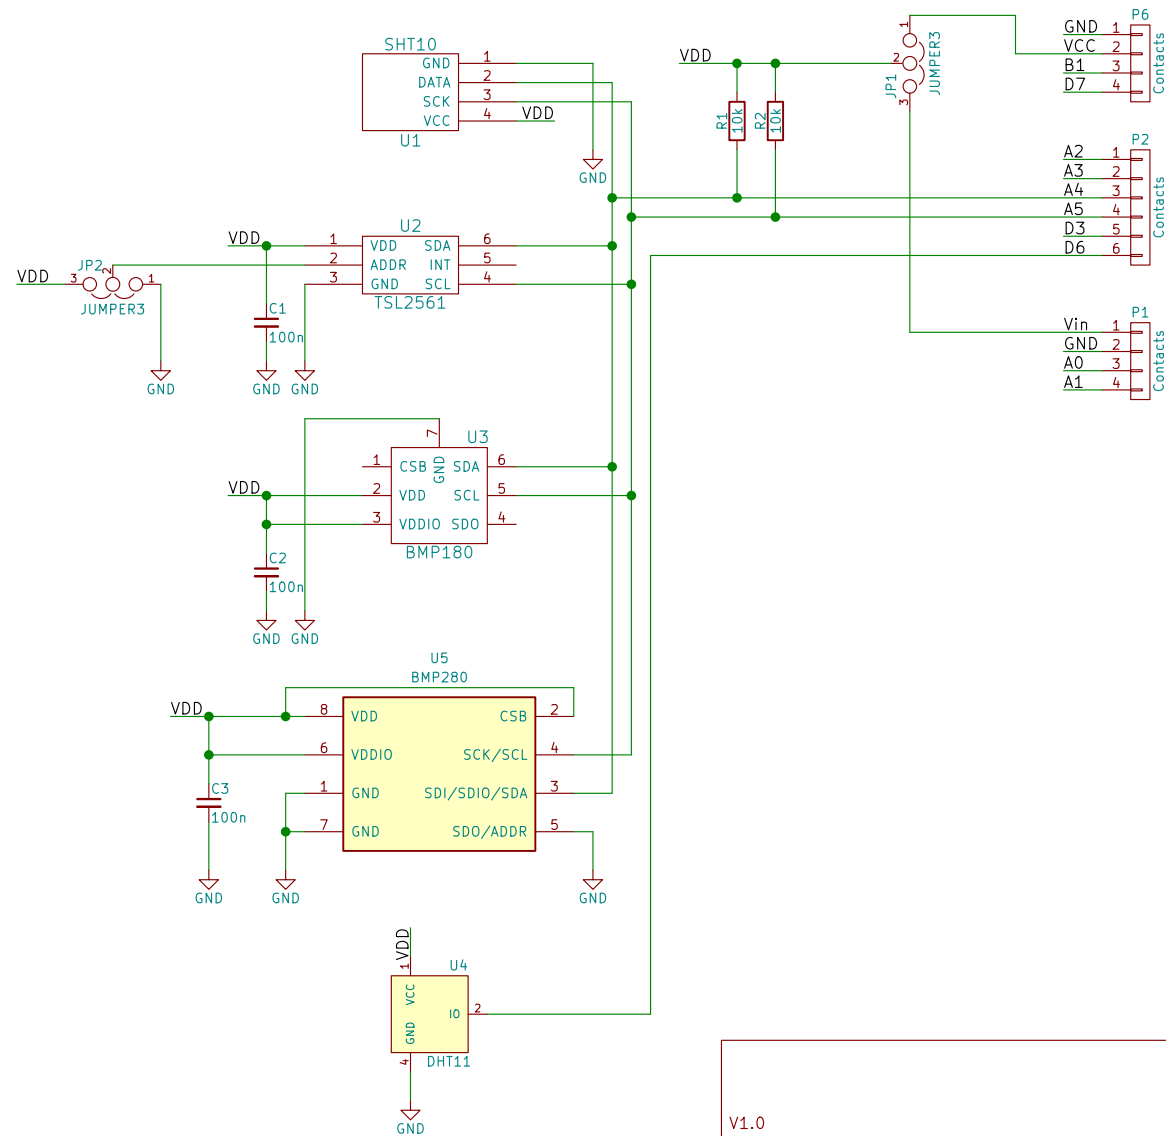 SHT10
GND 1
DATA 2
SCK 3
VCC 4
VDD
U1
GND
VDD
R1
10k
R2
10k
1
2
3
JP1
JUMPER3
P6
GND 1
VCC 2
B1 3
D7 4
Contacts
P2
A2 1
A3 2
A4 3
A5 4
D3 5
D6 6
Contacts
P1
Vin 1
GND 2
A0 3
A1 4
Contacts
U2
VDD
1 VDD SDA 6
2 ADDR INT 5
3 GND SCL 4
TSL2561
VDD
JP2
3
2
1
JUMPER3
GND
C1
100n
GND
GND
U3
7
GND
1 CSB SDA 6
VDD
2 VDD SCL 5
3 VDDIO SDO 4
BMP180
C2
100n
GND
GND
U5
BMP280
VDD
8 VDD CSB 2
6 VDDIO SCK/SCL 4
1 GND SDI/SDIO/SDA 3
7 GND SDO/ADDR 5
C3
100n
GND
GND
GND
VDD
U4
1
VCC
IO 2
GND
4
DHT11
GND
V1.0